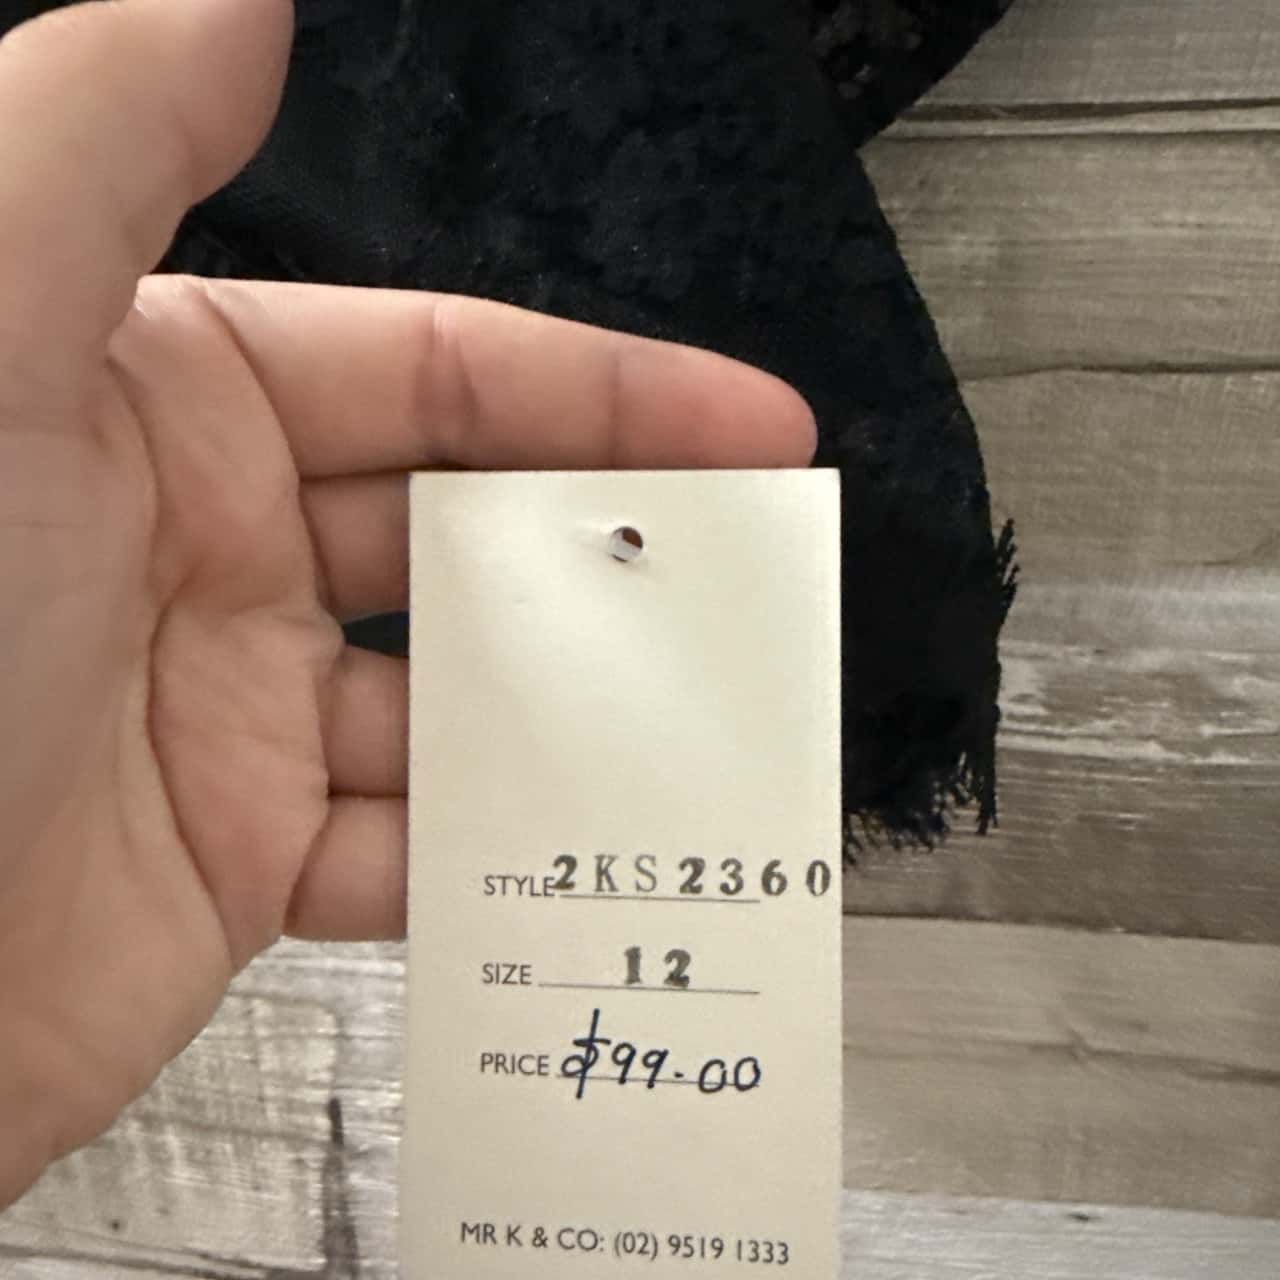 STYLE 2KS2360
SIZE 12
PRICE $99.00
MR K & CO: (02) 9519 1333